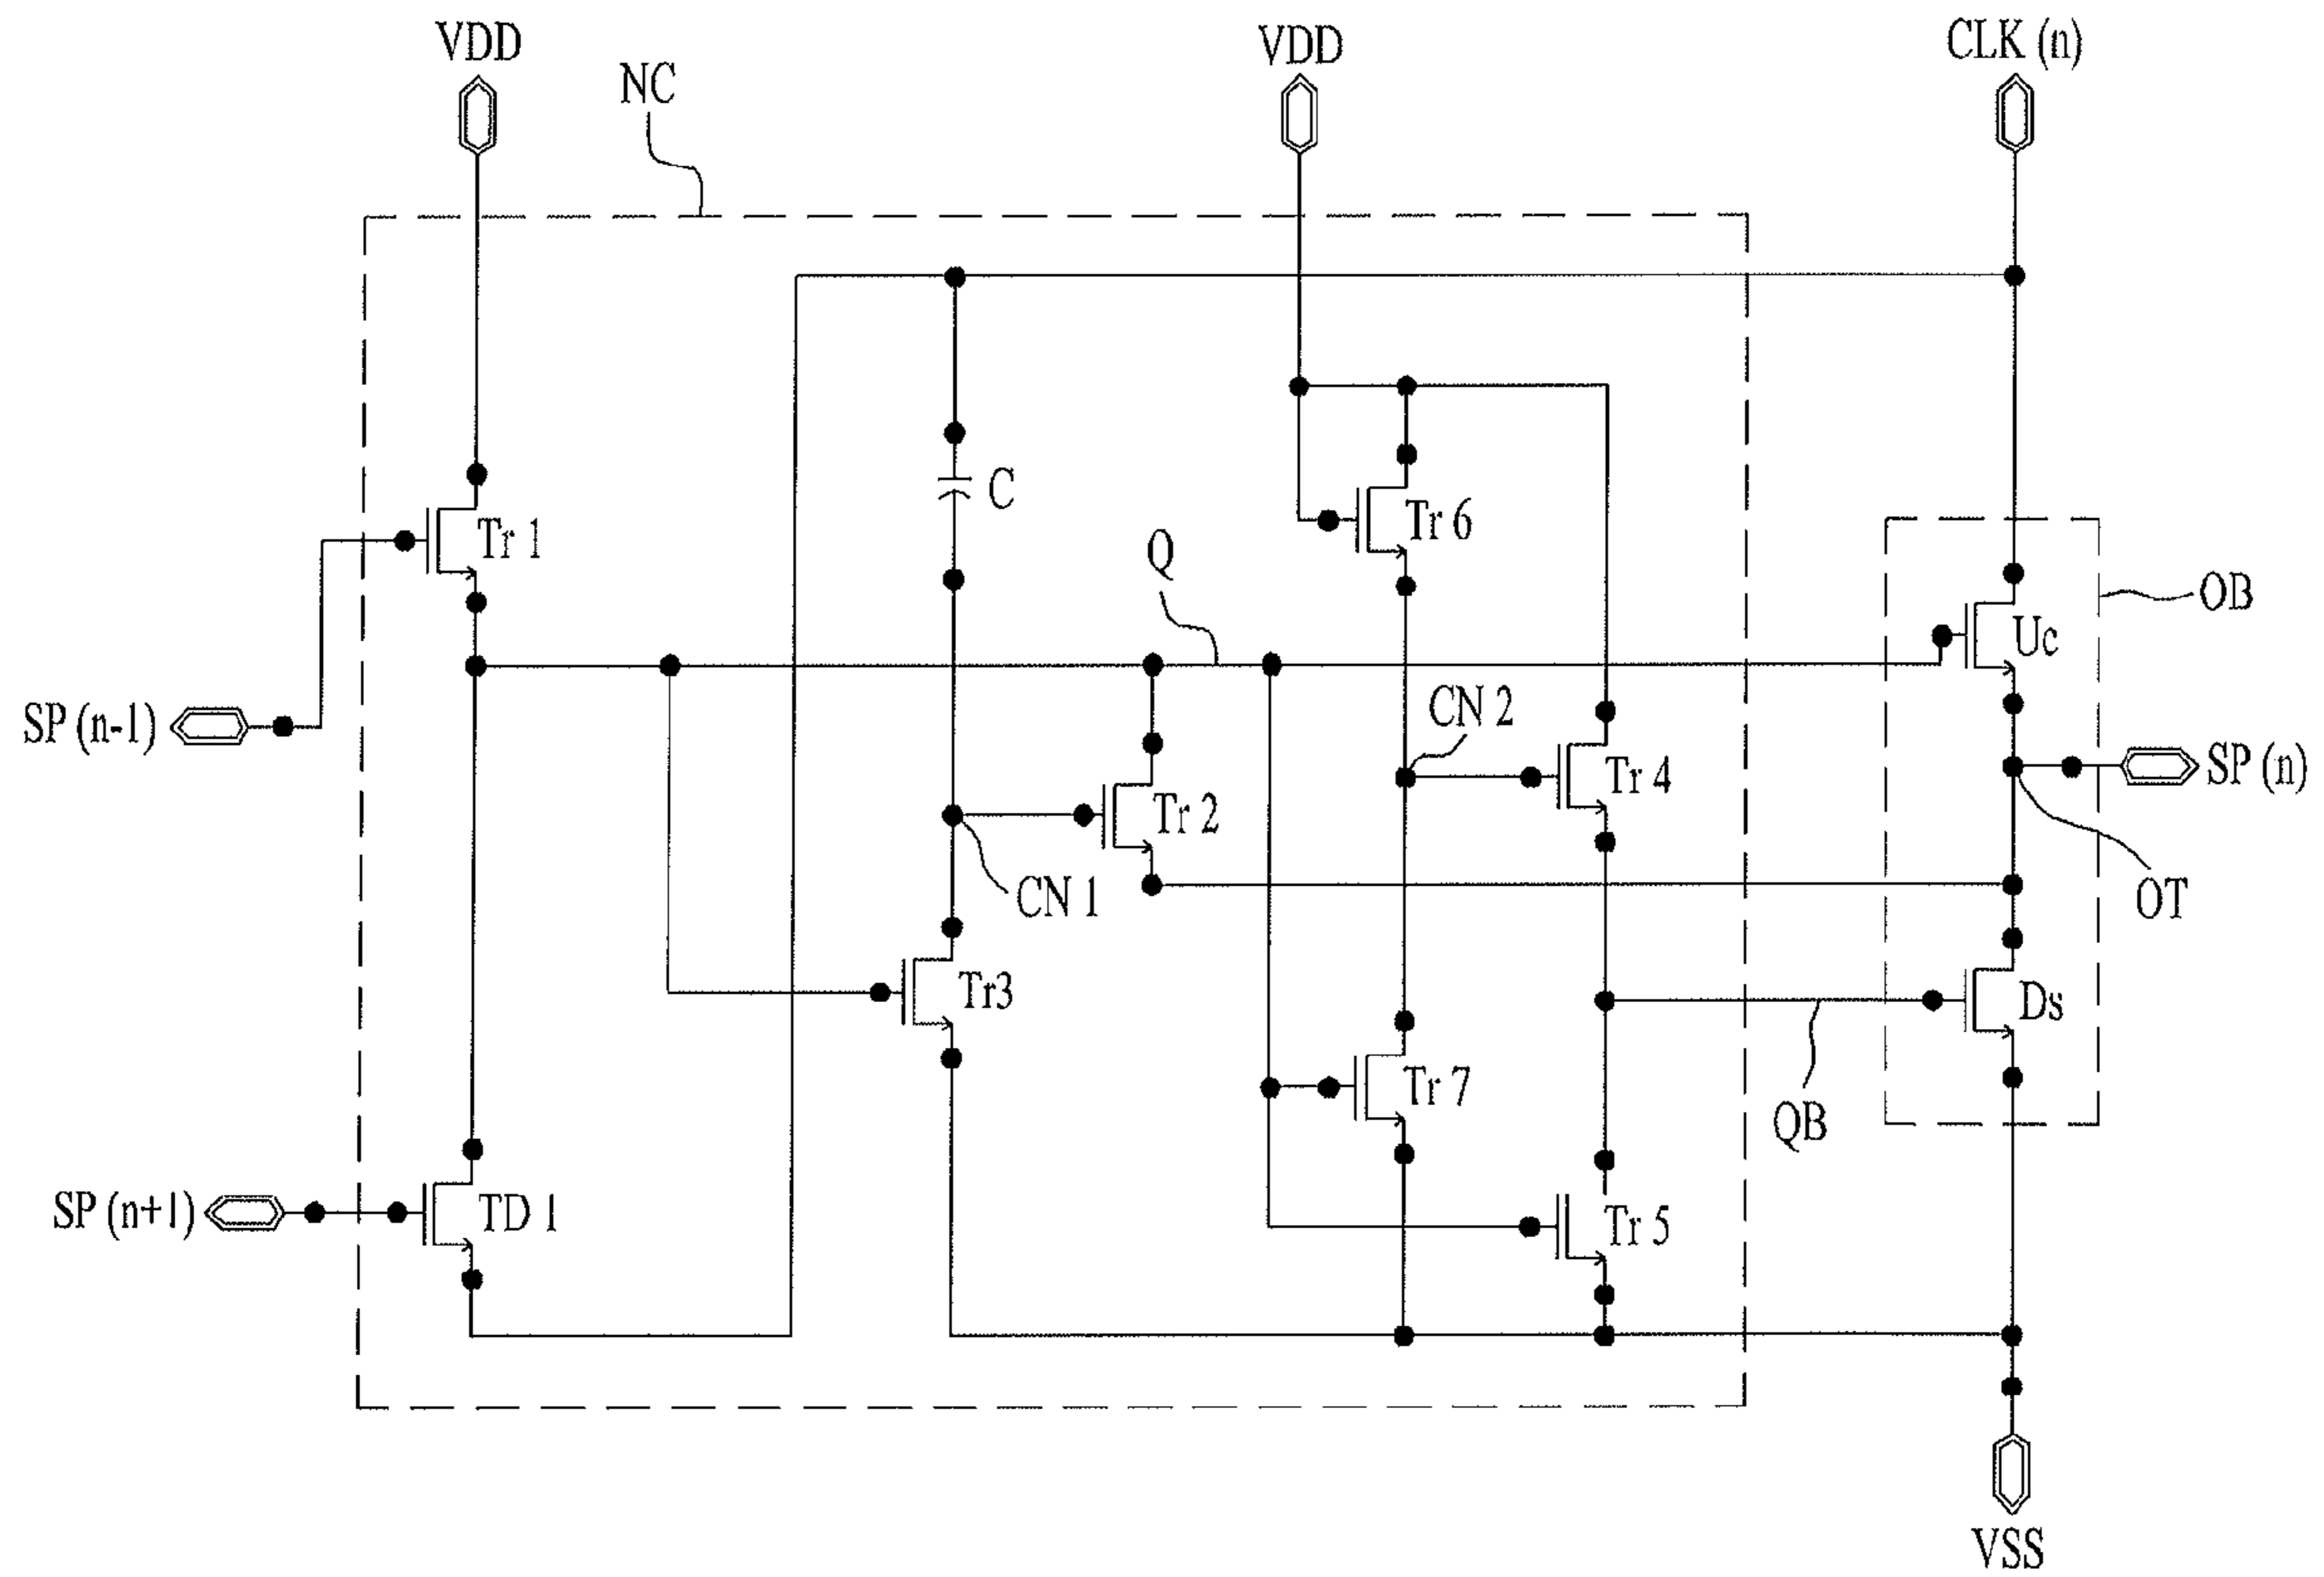 VDD
VDD
CLK (n)
NC
C
Tr 6
Tr 1
Q
OB
Uc
CN 2
SP (n-1)
Tr 4
SP (n)
Tr 2
CN 1
OT
Tr3
Ds
Tr 7
QB
SP (n+1)
TD 1
Tr 5
VSS